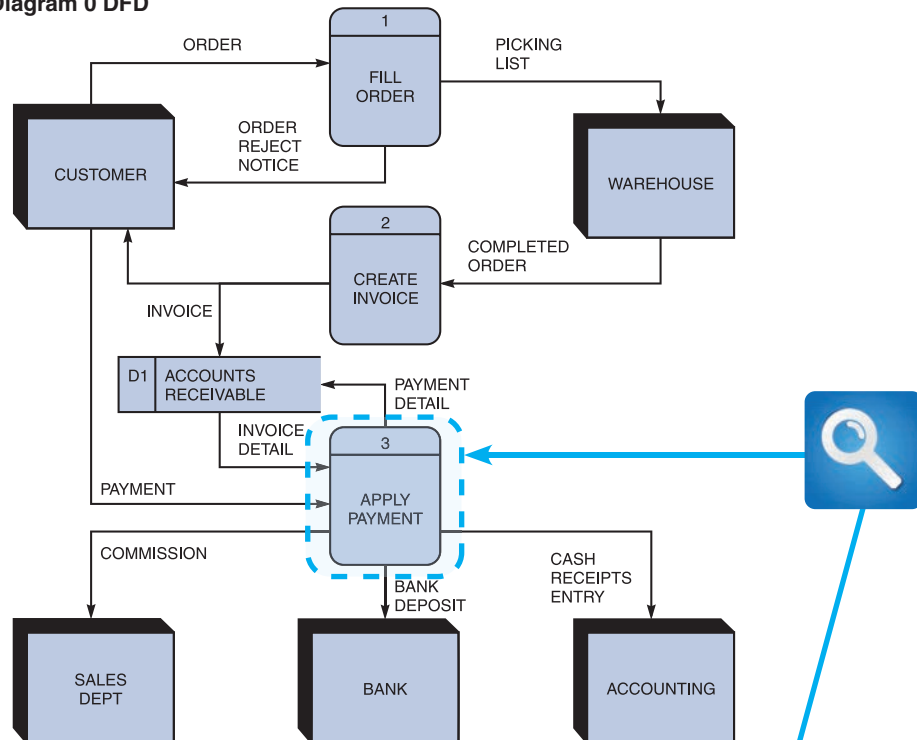 Diagram 0 DFD
1
ORDER
PICKING
LIST
FILL
ORDER
ORDER
REJECT
NOTICE
CUSTOMER
WAREHOUSE
2
COMPLETED
ORDER
CREATE
INVOICE
INVOICE
D1
ACCOUNTS
RECEIVABLE
PAYMENT
DETAIL
INVOICE
DETAIL
3
PAYMENT
APPLY
PAYMENT
COMMISSION
CASH
RECEIPTS
ENTRY
BANK
DEPOSIT
SALES
DEPT
BANK
ACCOUNTING